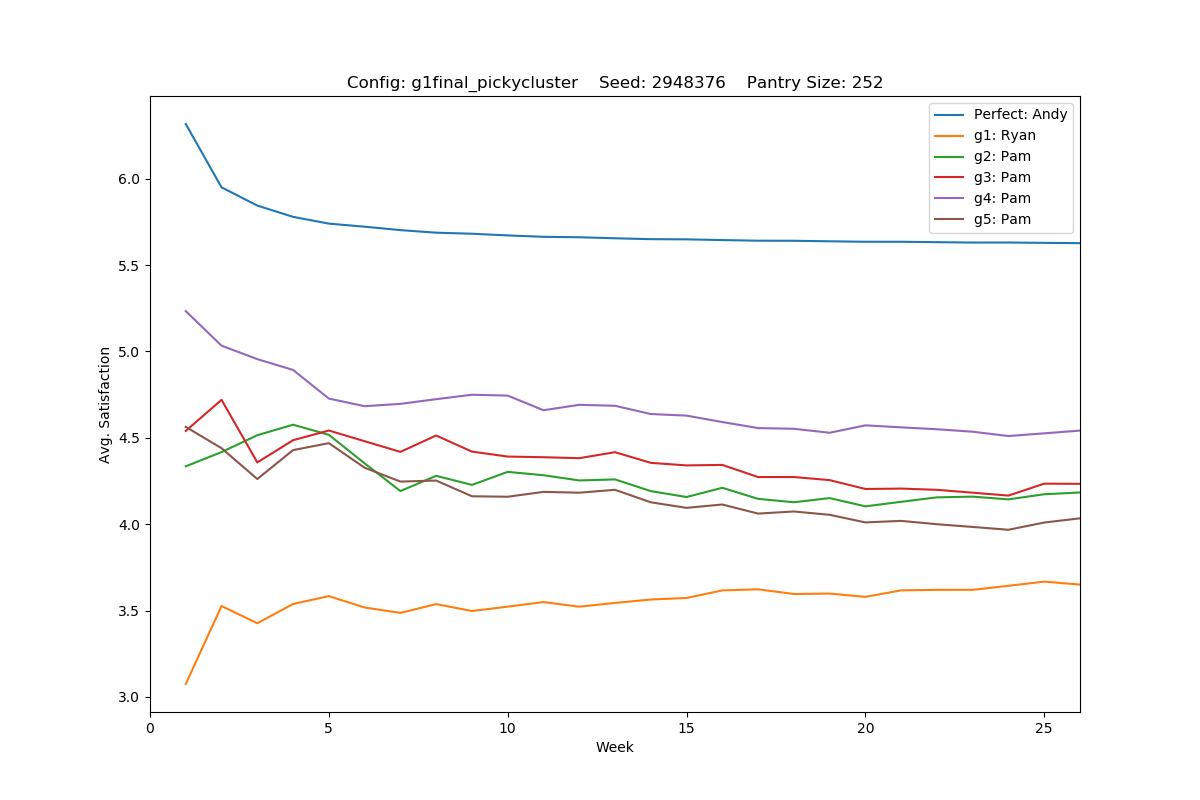 Config: g1final_pickycluster    Seed: 2948376    Pantry Size: 252
Perfect: Andy
g1: Ryan
g2: Pam
g3: Pam
g4: Pam
g5: Pam
Avg. Satisfaction
6.0
5.5
5.0
4.5
4.0
3.5
3.0
0 5 10 15 20 25
Week